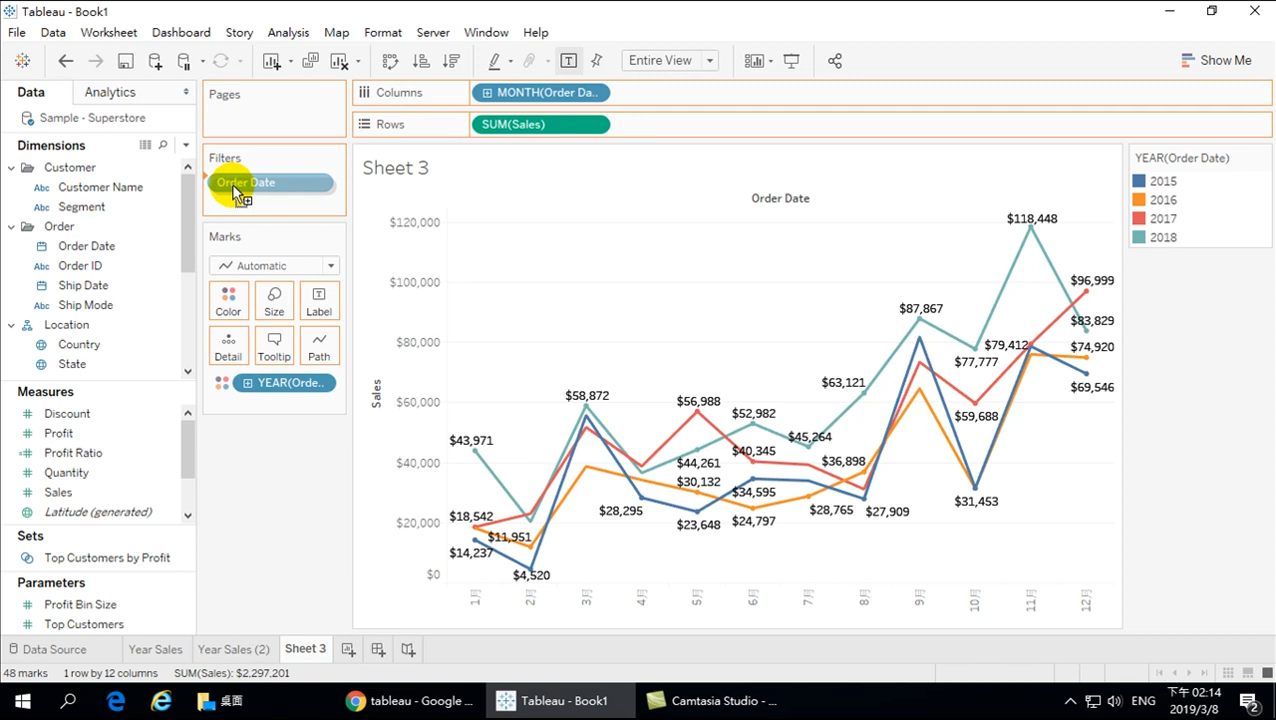 Tableau - Book1
File Data Worksheet Dashboard Story Analysis Map Format Server Window Help
Entire View
Show Me
Data Analytics
Sample - Superstore
Dimensions
Customer
Customer Name
Segment
Order
Order Date
Order ID
Ship Date
Ship Mode
Location
Country
State
Measures
Discount
Profit
Profit Ratio
Quantity
Sales
Latitude (generated)
Sets
Top Customers by Profit
Parameters
Profit Bin Size
Top Customers
Pages
Filters
Order Date
Marks
Automatic
Color Size Label
Detail Tooltip Path
YEAR(Orde..
Columns MONTH(Order Da..
Rows SUM(Sales)
Sheet 3
Order Date
Sales
$120,000
$100,000
$80,000
$60,000
$40,000
$20,000
$0
$118,448
$96,999
$87,867
$83,829
$79,412
$74,920
$77,777
$63,121
$69,546
$58,872
$56,988
$52,982
$59,688
$43,971
$45,264
$40,345
$44,261
$36,898
$30,132
$34,595
$31,453
$18,542
$28,295
$28,765
$27,909
$11,951
$23,648
$24,797
$14,237
$4,520
1月 2月 3月 4月 5月 6月 7月 8月 9月 10月 11月 12月
YEAR(Order Date)
2015
2016
2017
2018
Data Source Year Sales Year Sales (2) Sheet 3
48 marks 1 row by 12 columns SUM(Sales): $2,297,201
桌面
tableau - Google ...
Tableau - Book1
Camtasia Studio - ...
ENG
下午 02:14
2019/3/8
2